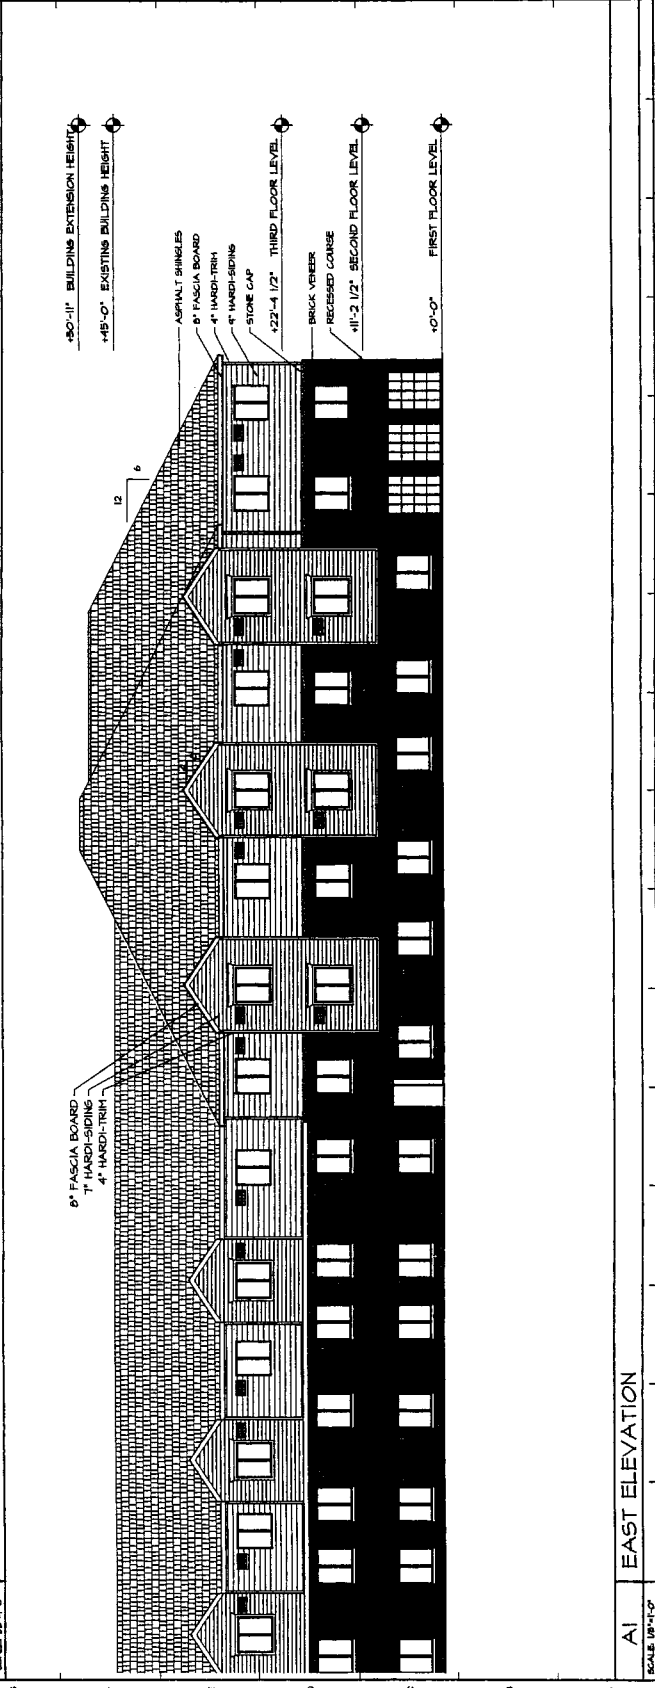 +50'-11" BUILDING EXTENSION HEIGHT
+45'-0" EXISTING BUILDING HEIGHT
ASPHALT SHINGLES
8" FASCIA BOARD
4" HARDI-TRIM
4" HARDI-SIDING
STONE CAP
+22'-4 1/2" THIRD FLOOR LEVEL
BRICK VENEER
RECESSED COURSE
+11'-2 1/2" SECOND FLOOR LEVEL
+0'-0" FIRST FLOOR LEVEL
12
6
8" FASCIA BOARD
7" HARDI-SIDING
4" HARDI-TRIM
A1 EAST ELEVATION
SCALE: 1/8"=1'-0"